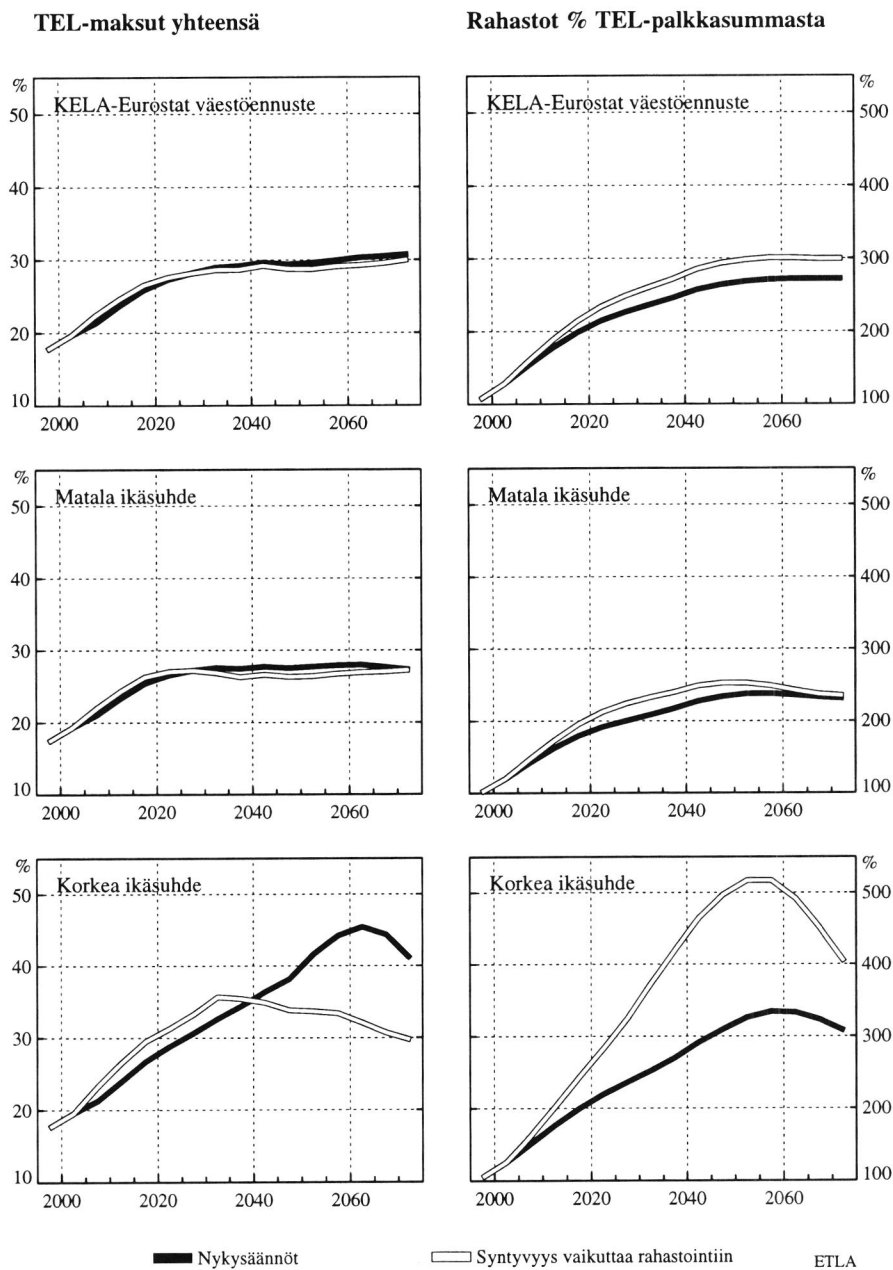 TEL-maksut yhteensä
Rahastot % TEL-palkkasummasta
%
KELA-Eurostat väestöennuste
50
40
30
20
10
2000 2020 2040 2060
%
KELA-Eurostat väestöennuste
500
400
300
200
100
2000 2020 2040 2060
%
Matala ikäsuhde
50
40
30
20
10
2000 2020 2040 2060
%
Matala ikäsuhde
500
400
300
200
100
2000 2020 2040 2060
%
Korkea ikäsuhde
50
40
30
20
10
2000 2020 2040 2060
%
Korkea ikäsuhde
500
400
300
200
100
2000 2020 2040 2060
Nykysäännöt
Syntyvyys vaikuttaa rahastointiin
ETLA